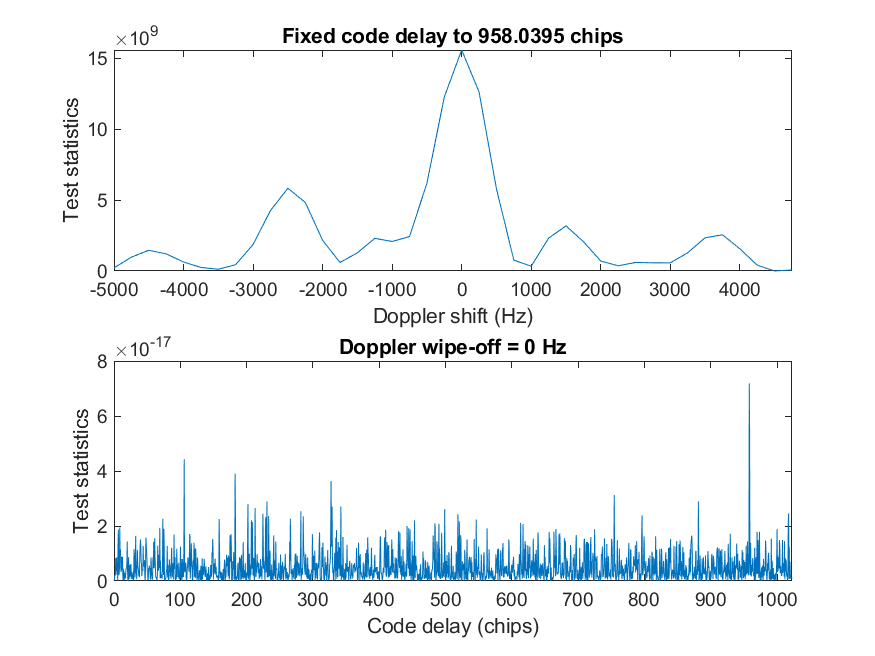 ×10^9
Fixed code delay to 958.0395 chips
15
10
5
0
Test statistics
-5000 -4000 -3000 -2000 -1000 0 1000 2000 3000 4000
Doppler shift (Hz)
×10^-17
Doppler wipe-off = 0 Hz
8
6
4
2
0
Test statistics
0 100 200 300 400 500 600 700 800 900 1000
Code delay (chips)